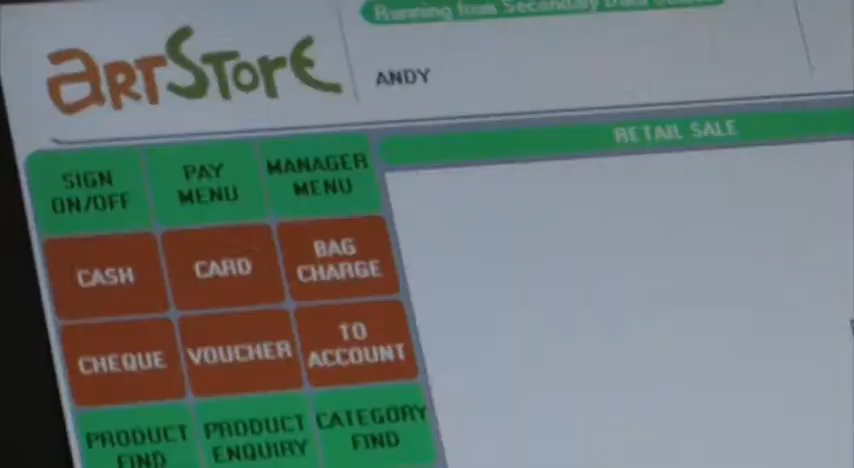 Running from Secondary Data Source
artStore
ANDY
RETAIL SALE
SIGN
ON/OFF
PAY
MENU
MANAGER
MENU
CASH
CARD
BAG
CHARGE
CHEQUE
VOUCHER
TO
ACCOUNT
PRODUCT
FIND
PRODUCT
ENQUIRY
CATEGORY
FIND